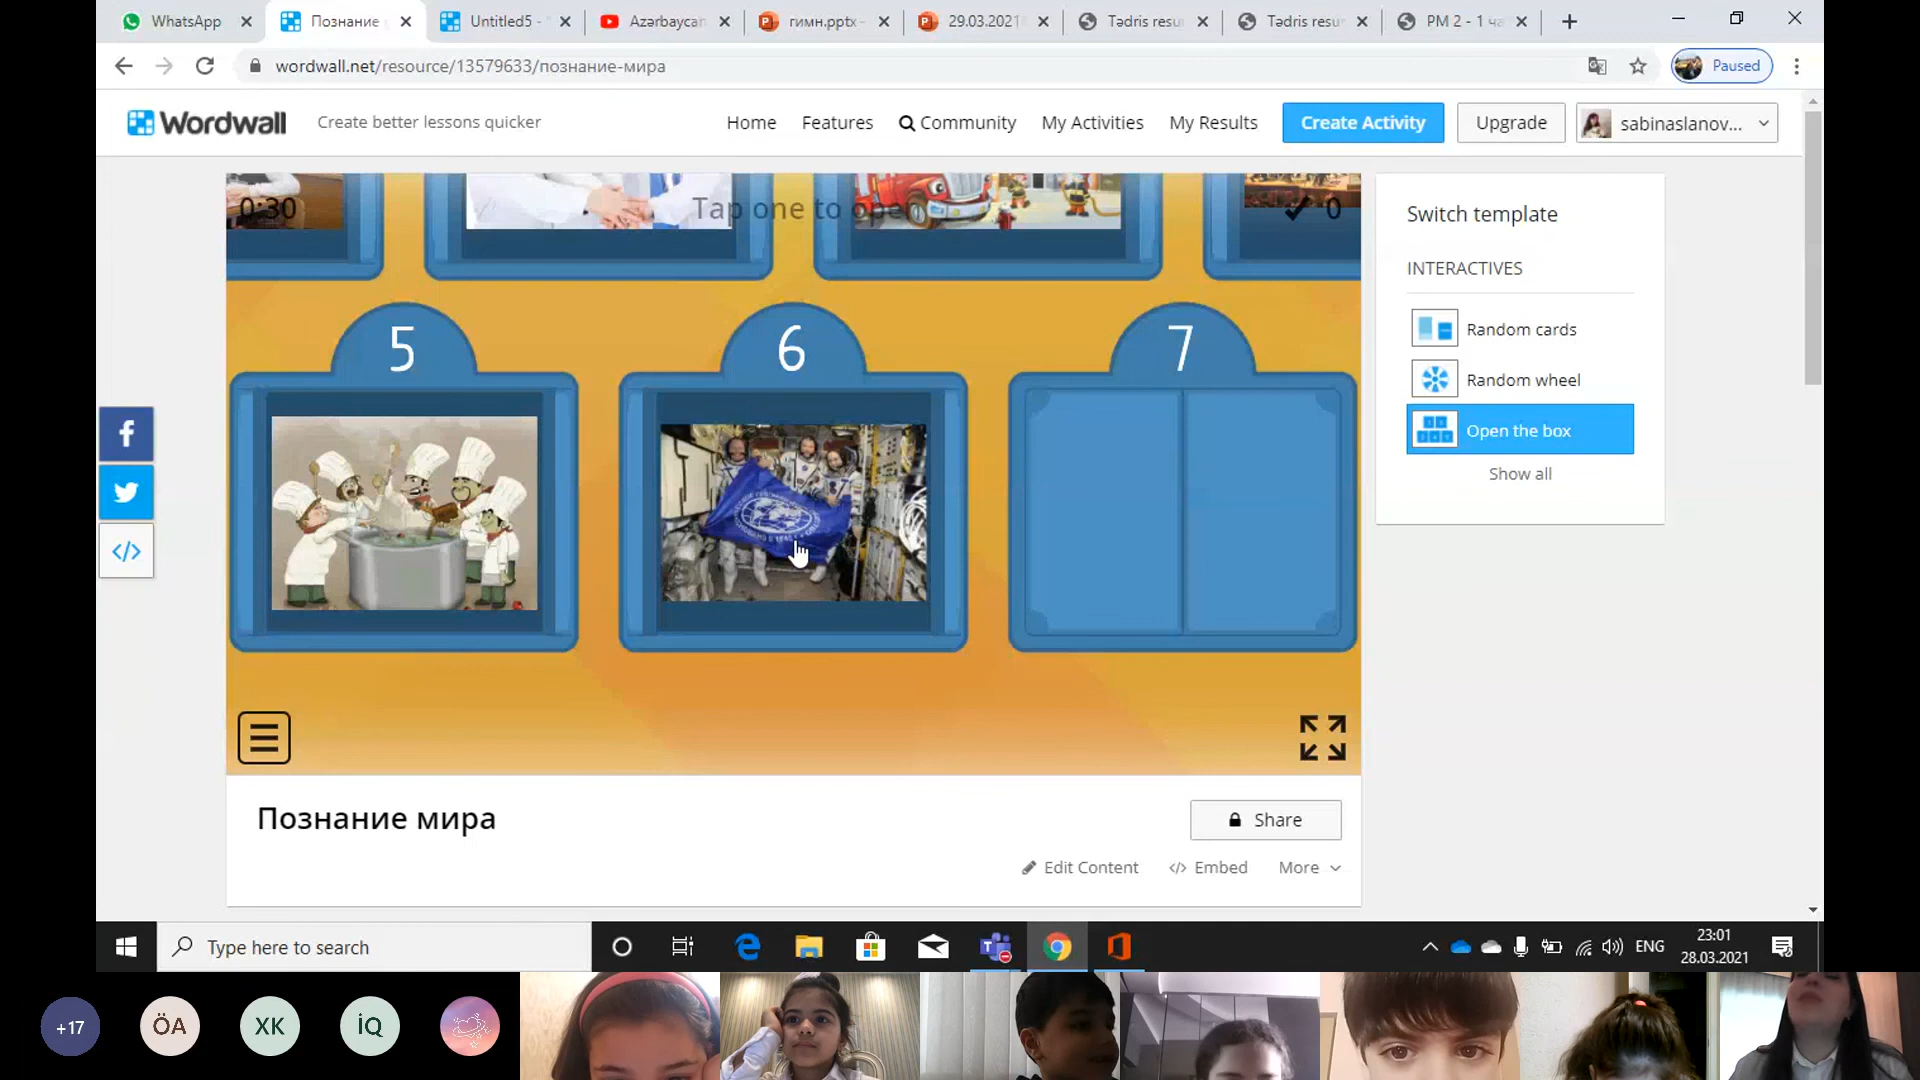 WhatsApp
Познание
Untitled5 -
Azərbaycan
гимн.pptx -
29.03.2021
Tədris resu
Tədris resu
PM 2 - 1 ча
wordwall.net/resource/13579633/познание-мира
Paused
Wordwall
Create better lessons quicker
Home
Features
Community
My Activities
My Results
Create Activity
Upgrade
sabinaslanov...
0:30
Tap one to open
0
5
6
7
Switch template
INTERACTIVES
Random cards
Random wheel
Open the box
Show all
Познание мира
Share
Edit Content
Embed
More
Type here to search
ENG
23:01
28.03.2021
+17
ÖA
XK
İQ